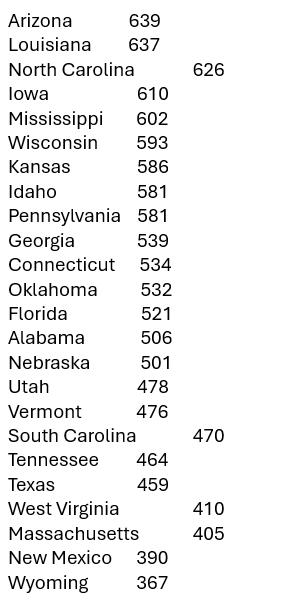 Arizona 639
Louisiana 637
North Carolina 626
Iowa 610
Mississippi 602
Wisconsin 593
Kansas 586
Idaho 581
Pennsylvania 581
Georgia 539
Connecticut 534
Oklahoma 532
Florida 521
Alabama 506
Nebraska 501
Utah 478
Vermont 476
South Carolina 470
Tennessee 464
Texas 459
West Virginia 410
Massachusetts 405
New Mexico 390
Wyoming 367